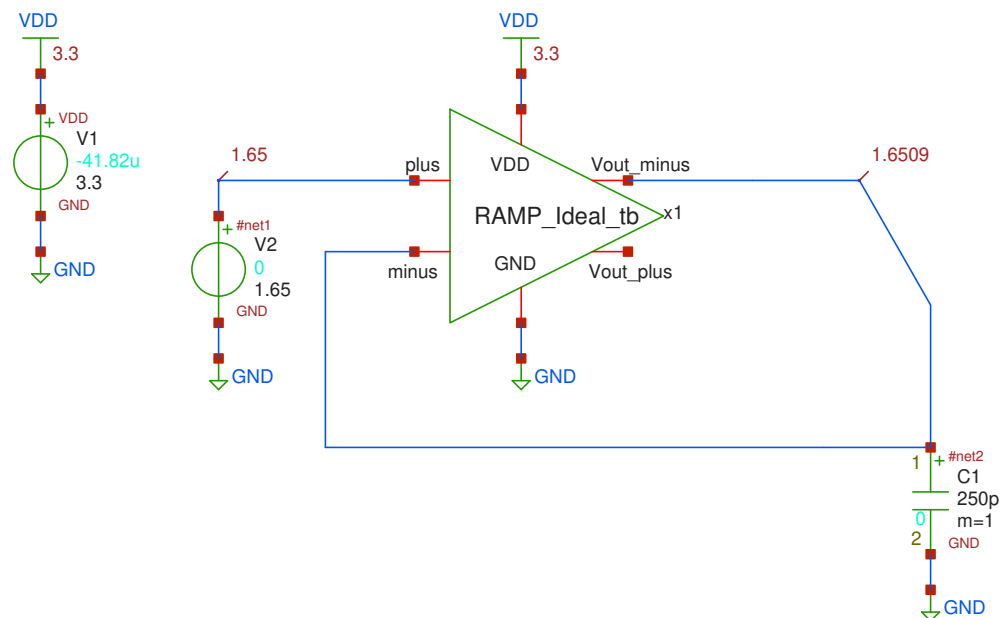 VDD
3.3
VDD
V1
-41.82u
3.3
GND
GND
1.65
#net1
V2
0
1.65
GND
GND
VDD
3.3
plus
minus
VDD
RAMP_Ideal_tb
GND
x1
Vout_minus
Vout_plus
GND
1.6509
1
#net2
C1
250p
0
m=1
2
GND
GND